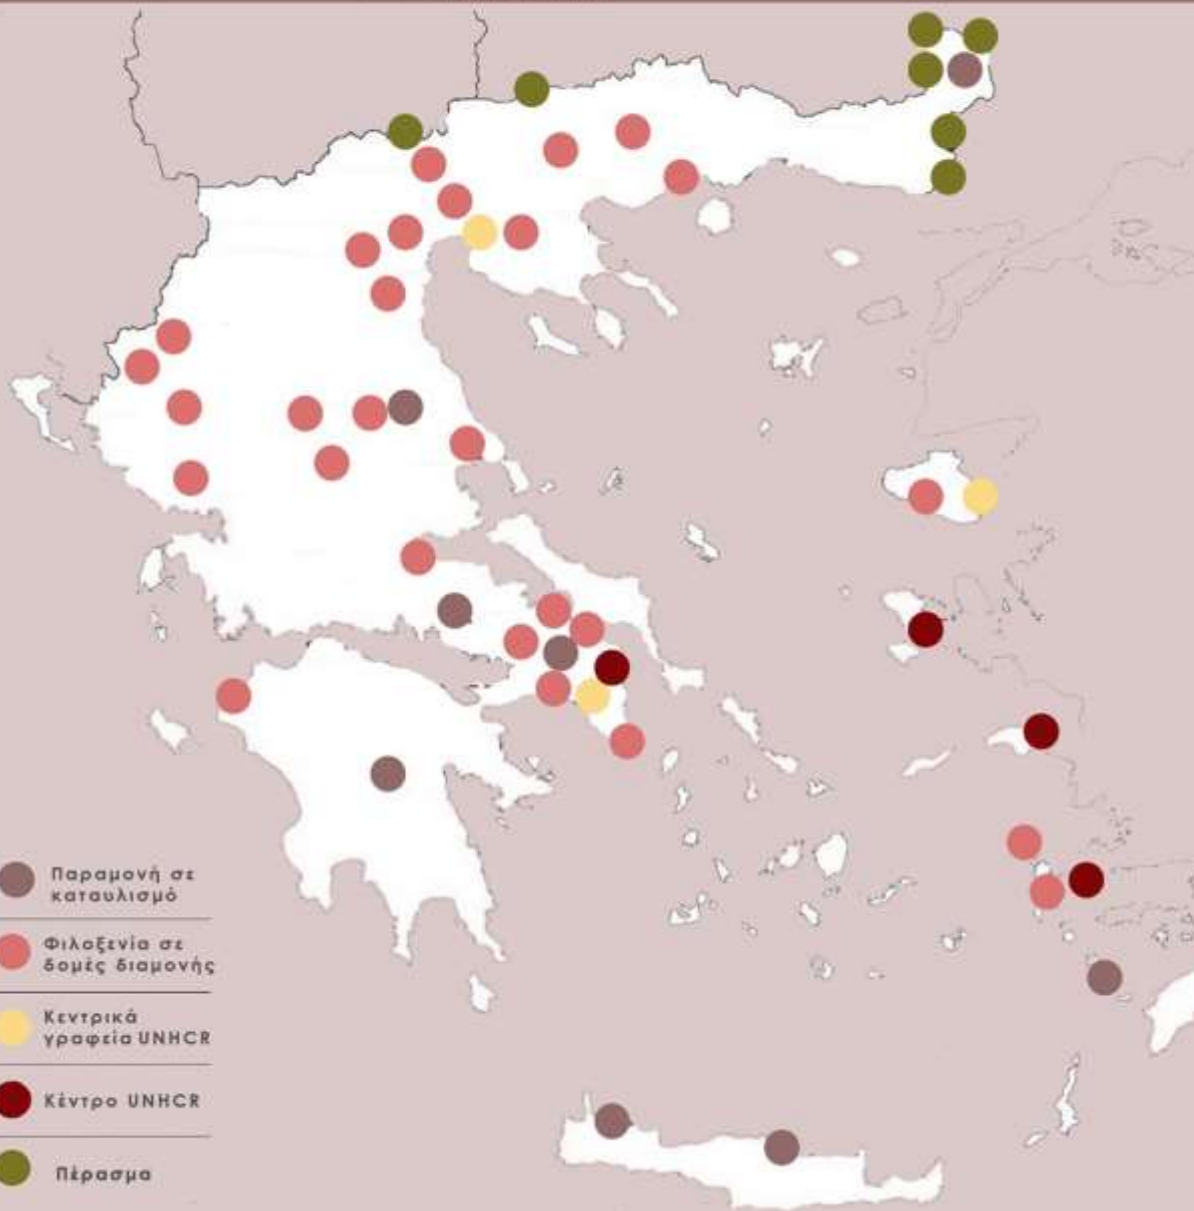 Παραμονή σε
καταυλισμό
Φιλοξενία σε
δομές διαμονής
Κεντρικά
γραφεία UNHCR
Κέντρο UNHCR
Πέρασμα